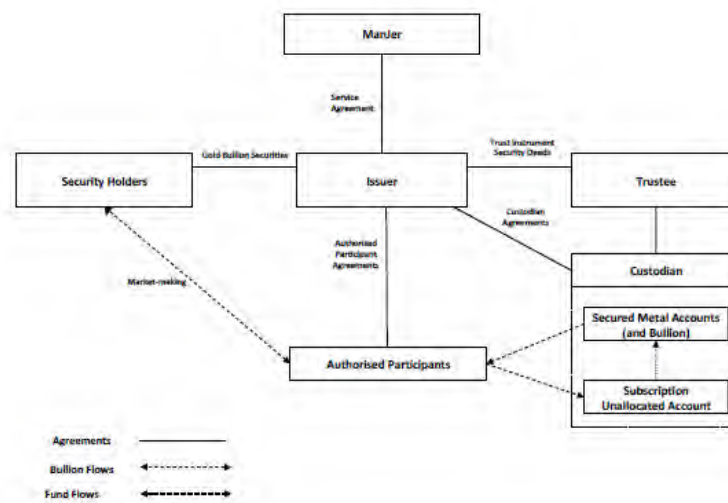 ManJer
Service
Agreement
Gold Bullion Securities
Trust Instrument
Security Deeds
Security Holders
Issuer
Trustee
Custodian
Agreements
Authorised
Participant
Agreements
Custodian
Market-making
Secured Metal Accounts
(and Bullion)
Authorised Participants
Subscription
Unallocated Account
Agreements
Bullion Flows
Fund Flows